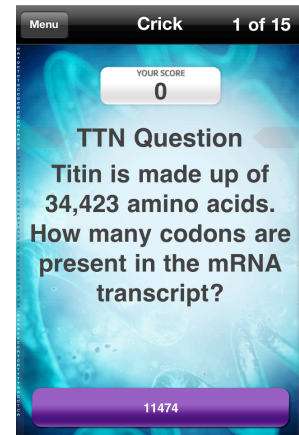 Menu Crick 1 of 15
YOUR SCORE
0
TTN Question
Titin is made up of
34,423 amino acids.
How many codons are
present in the mRNA
transcript?
11474